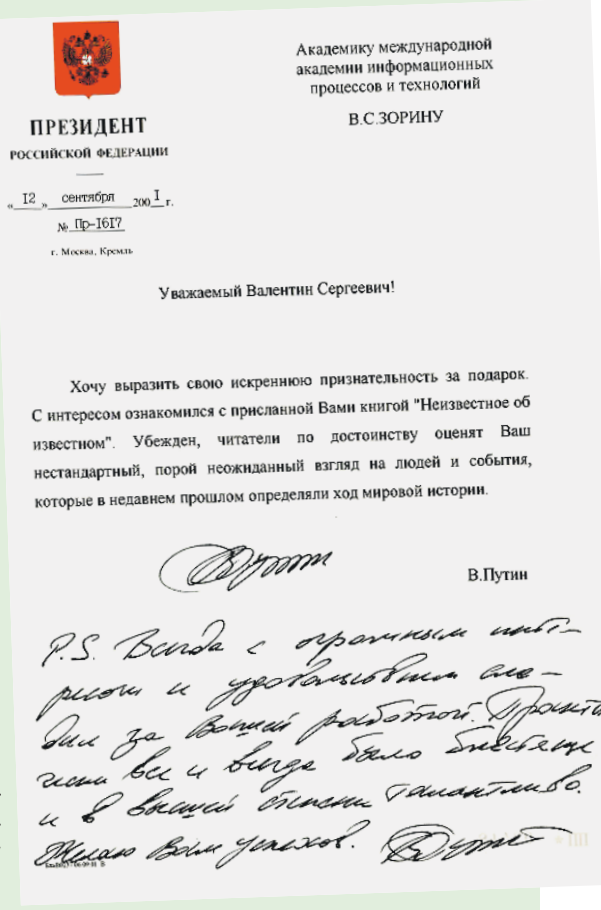 ПРЕЗИДЕНТ
РОССИЙСКОЙ ФЕДЕРАЦИИ
«12» сентября 2001 г.
№ Пр-1617
г. Москва, Кремль
Академику международной
академии информационных
процессов и технологий
В.С.ЗОРИНУ
Уважаемый Валентин Сергеевич!
Хочу выразить свою искреннюю признательность за подарок.
С интересом ознакомился с присланной Вами книгой "Неизвестное об
известном". Убежден, читатели по достоинству оценят Ваш
нестандартный, порой неожиданный взгляд на людей и события,
которые в недавнем прошлом определяли ход мировой истории.
В.Путин
P.S. Всегда с огромным инте-
ресом и удовольствием сле-
дил за Вашей работой. Практи
чески все и всегда было блестяще
и в высшей степени талантливо.
Желаю Вам успехов.